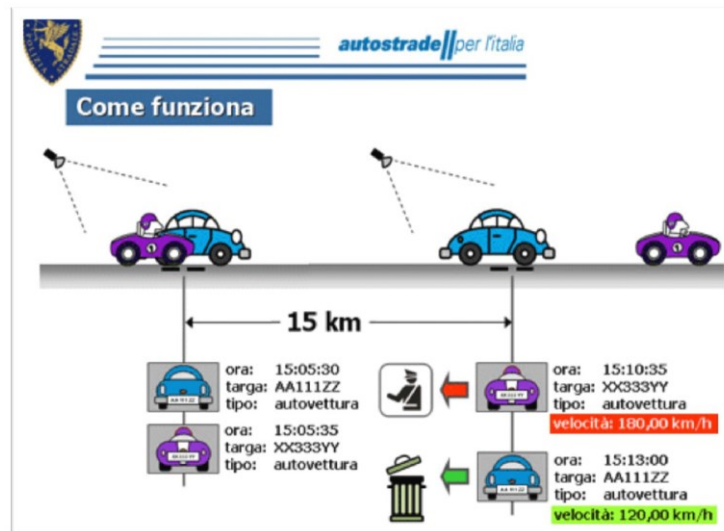 POLIZIA STRADALE
autostrade//per l'italia
Come funziona
15 km
ora: 15:05:30
targa: AA111ZZ
tipo: autovettura
ora: 15:05:35
targa: XX333YY
tipo: autovettura
ora: 15:10:35
targa: XX333YY
tipo: autovettura
velocità: 180,00 km/h
ora: 15:13:00
targa: AA111ZZ
tipo: autovettura
velocità: 120,00 km/h